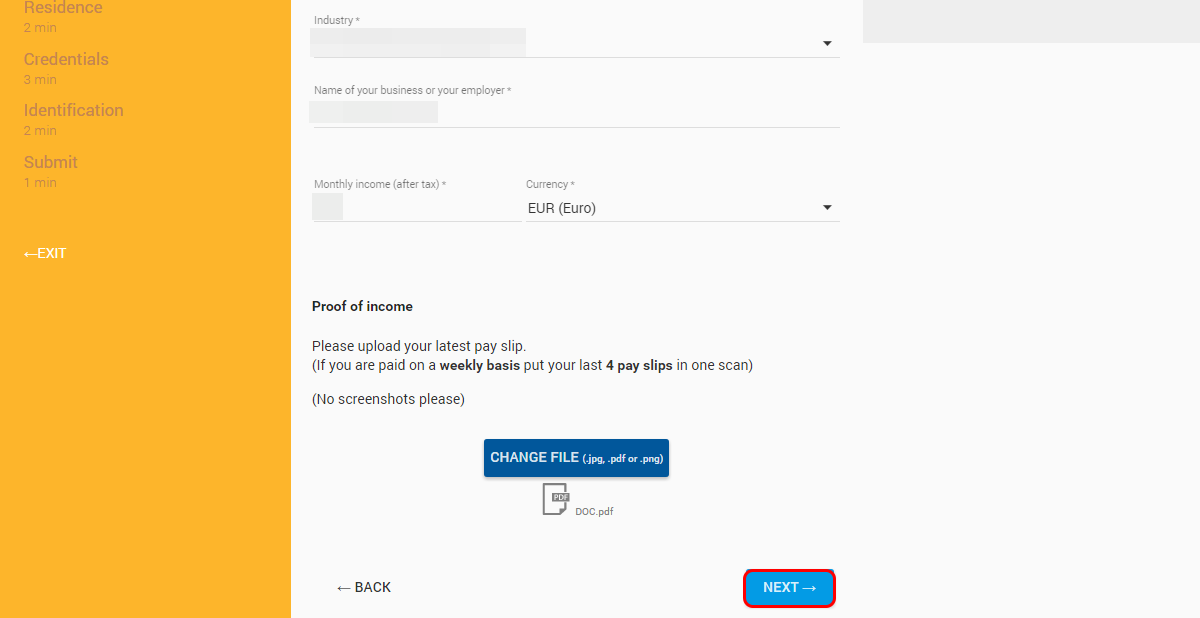 Residence
2 min
Credentials
3 min
Identification
2 min
Submit
1 min
←EXIT
Industry *
Name of your business or your employer *
Monthly income (after tax) *
Currency *
EUR (Euro)
Proof of income
Please upload your latest pay slip.
(If you are paid on a weekly basis put your last 4 pay slips in one scan)
(No screenshots please)
CHANGE FILE (.jpg, .pdf or .png)
PDF
DOC.pdf
← BACK
NEXT →